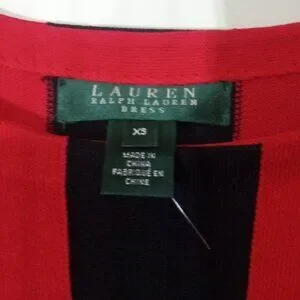 LAUREN
RALPH LAUREN
DRESS
XS
MADE IN
CHINA
FABRIQUÉ EN
CHINE